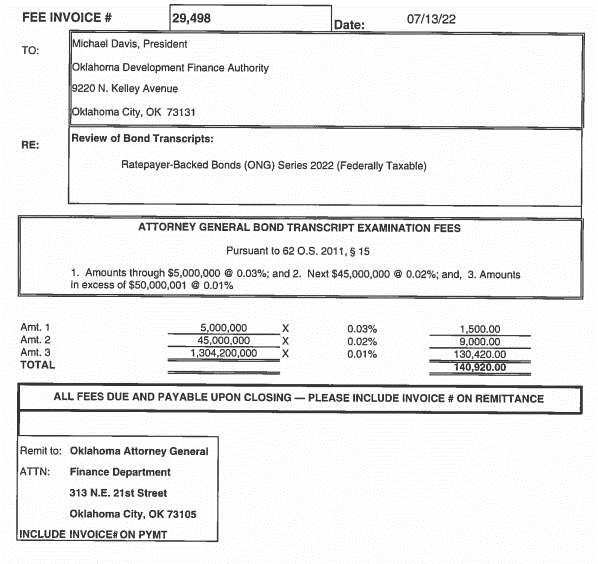 FEE INVOICE # 29,498 Date: 07/13/22
TO: Michael Davis, President
Oklahoma Development Finance Authority
9220 N. Kelley Avenue
Oklahoma City, OK 73131
RE: Review of Bond Transcripts:
Ratepayer-Backed Bonds (ONG) Series 2022 (Federally Taxable)
ATTORNEY GENERAL BOND TRANSCRIPT EXAMINATION FEES
Pursuant to 62 O.S. 2011, § 15
1. Amounts through $5,000,000 @ 0.03%; and 2. Next $45,000,000 @ 0.02%; and, 3. Amounts
in excess of $50,000,001 @ 0.01%
Amt. 1 5,000,000 X 0.03% 1,500.00
Amt. 2 45,000,000 X 0.02% 9,000.00
Amt. 3 1,304,200,000 X 0.01% 130,420.00
TOTAL 140,920.00
ALL FEES DUE AND PAYABLE UPON CLOSING — PLEASE INCLUDE INVOICE # ON REMITTANCE
Remit to: Oklahoma Attorney General
ATTN: Finance Department
313 N.E. 21st Street
Oklahoma City, OK 73105
INCLUDE INVOICE# ON PYMT